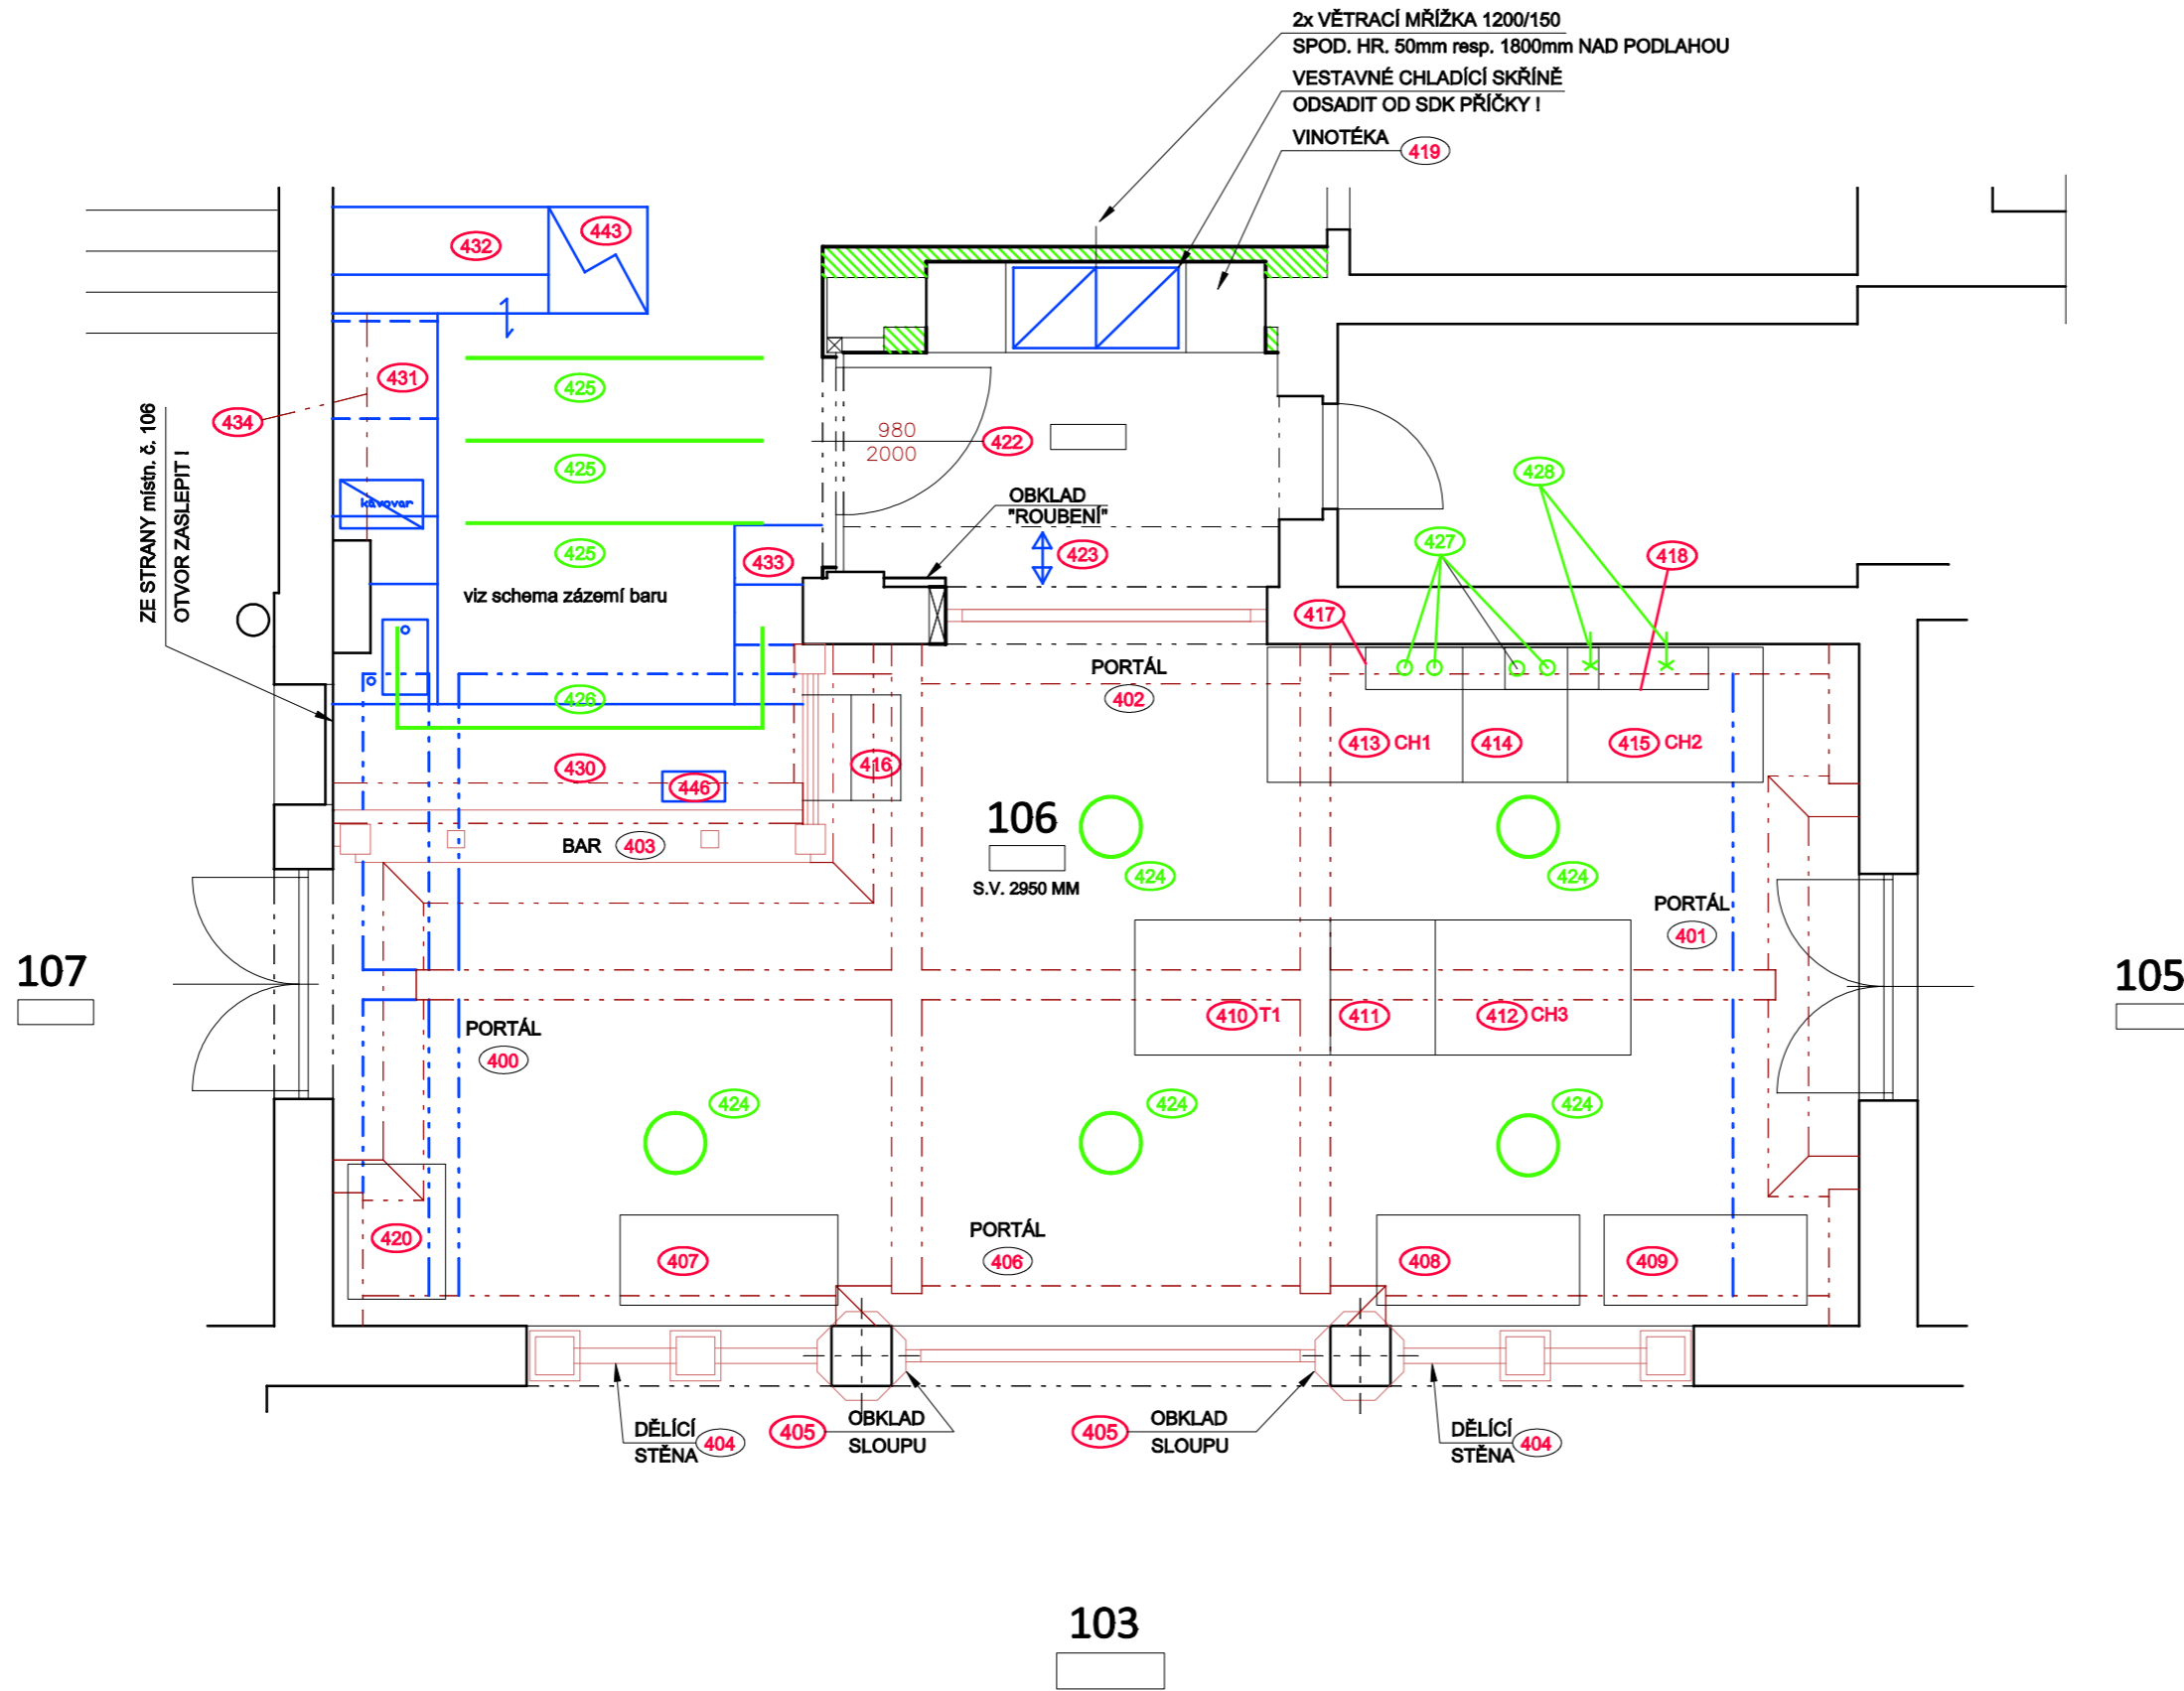 2x VĚTRACÍ MŘÍŽKA 1200/150
SPOD. HR. 50mm resp. 1800mm NAD PODLAHOU
VESTAVNÉ CHLADÍCÍ SKŘÍNĚ
ODSADIT OD SDK PŘÍČKY !
VINOTÉKA 419
432
443
431
434
425
425
425
980
2000
422
ZE STRANY místn. č. 106
OTVOR ZASLEPIT !
kávovar
OBKLAD
"ROUBENÍ"
423
433
viz schema zázemí baru
428
427
418
417
426
PORTÁL
402
413 CH1
414
415 CH2
430
446
416
BAR 403
106
S.V. 2950 MM
424
424
PORTÁL
401
107
105
PORTÁL
400
410 T1
411
412 CH3
424
424
424
420
407
PORTÁL
406
408
409
DĚLÍCÍ
STĚNA 404
405 OBKLAD
SLOUPU
405 OBKLAD
SLOUPU
DĚLÍCÍ
STĚNA 404
103